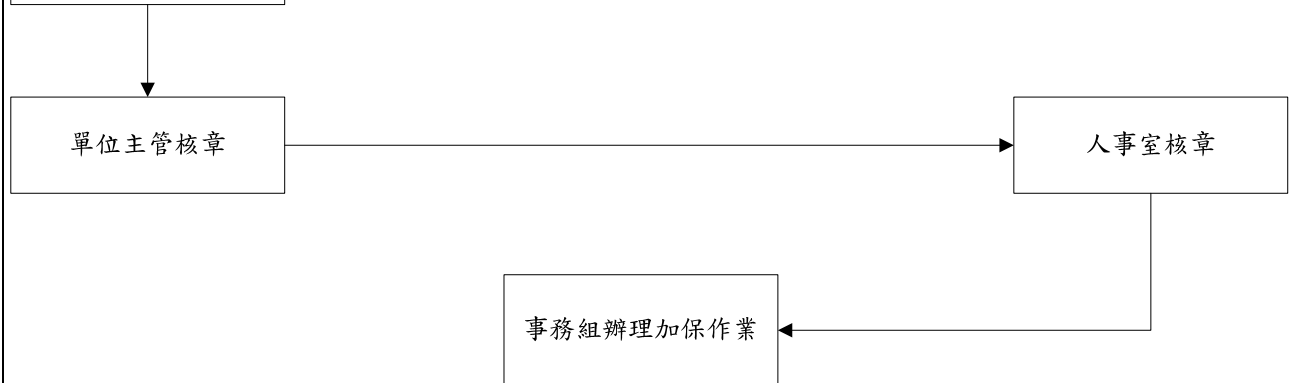 單位主管核章
人事室核章
事務組辦理加保作業